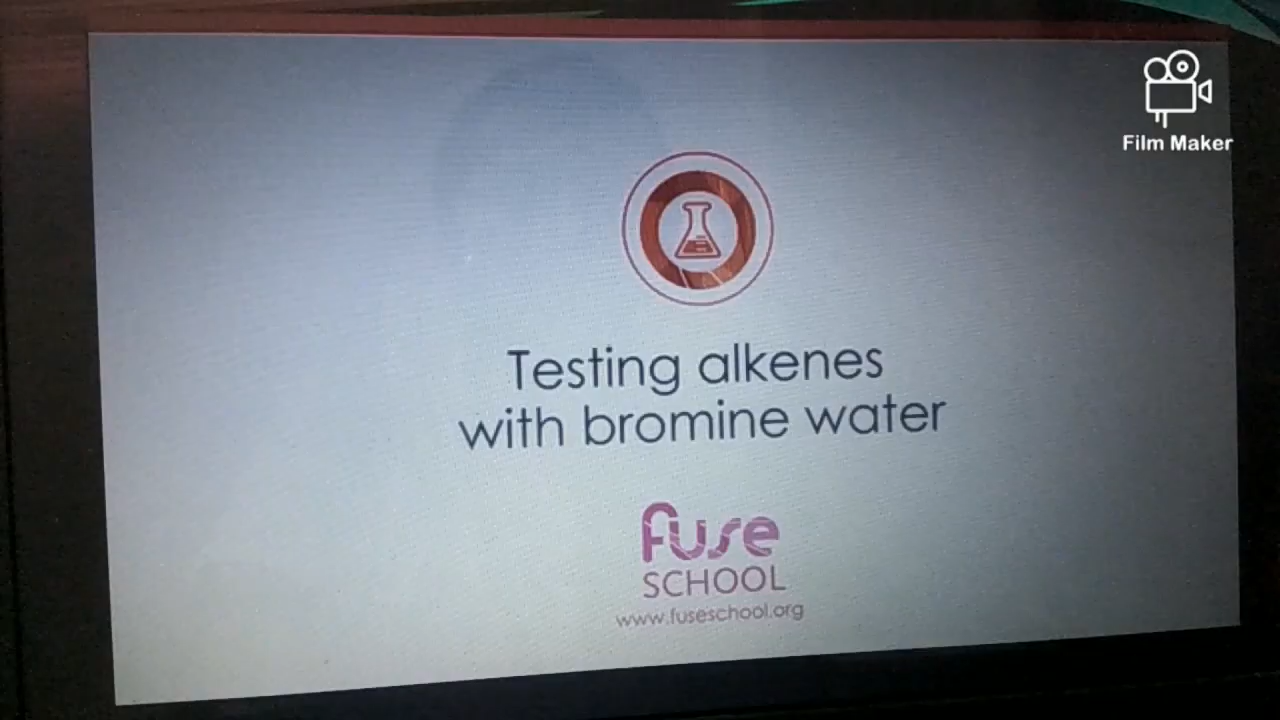 Film Maker
Testing alkenes
with bromine water
fuse
SCHOOL
www.fuseschool.org